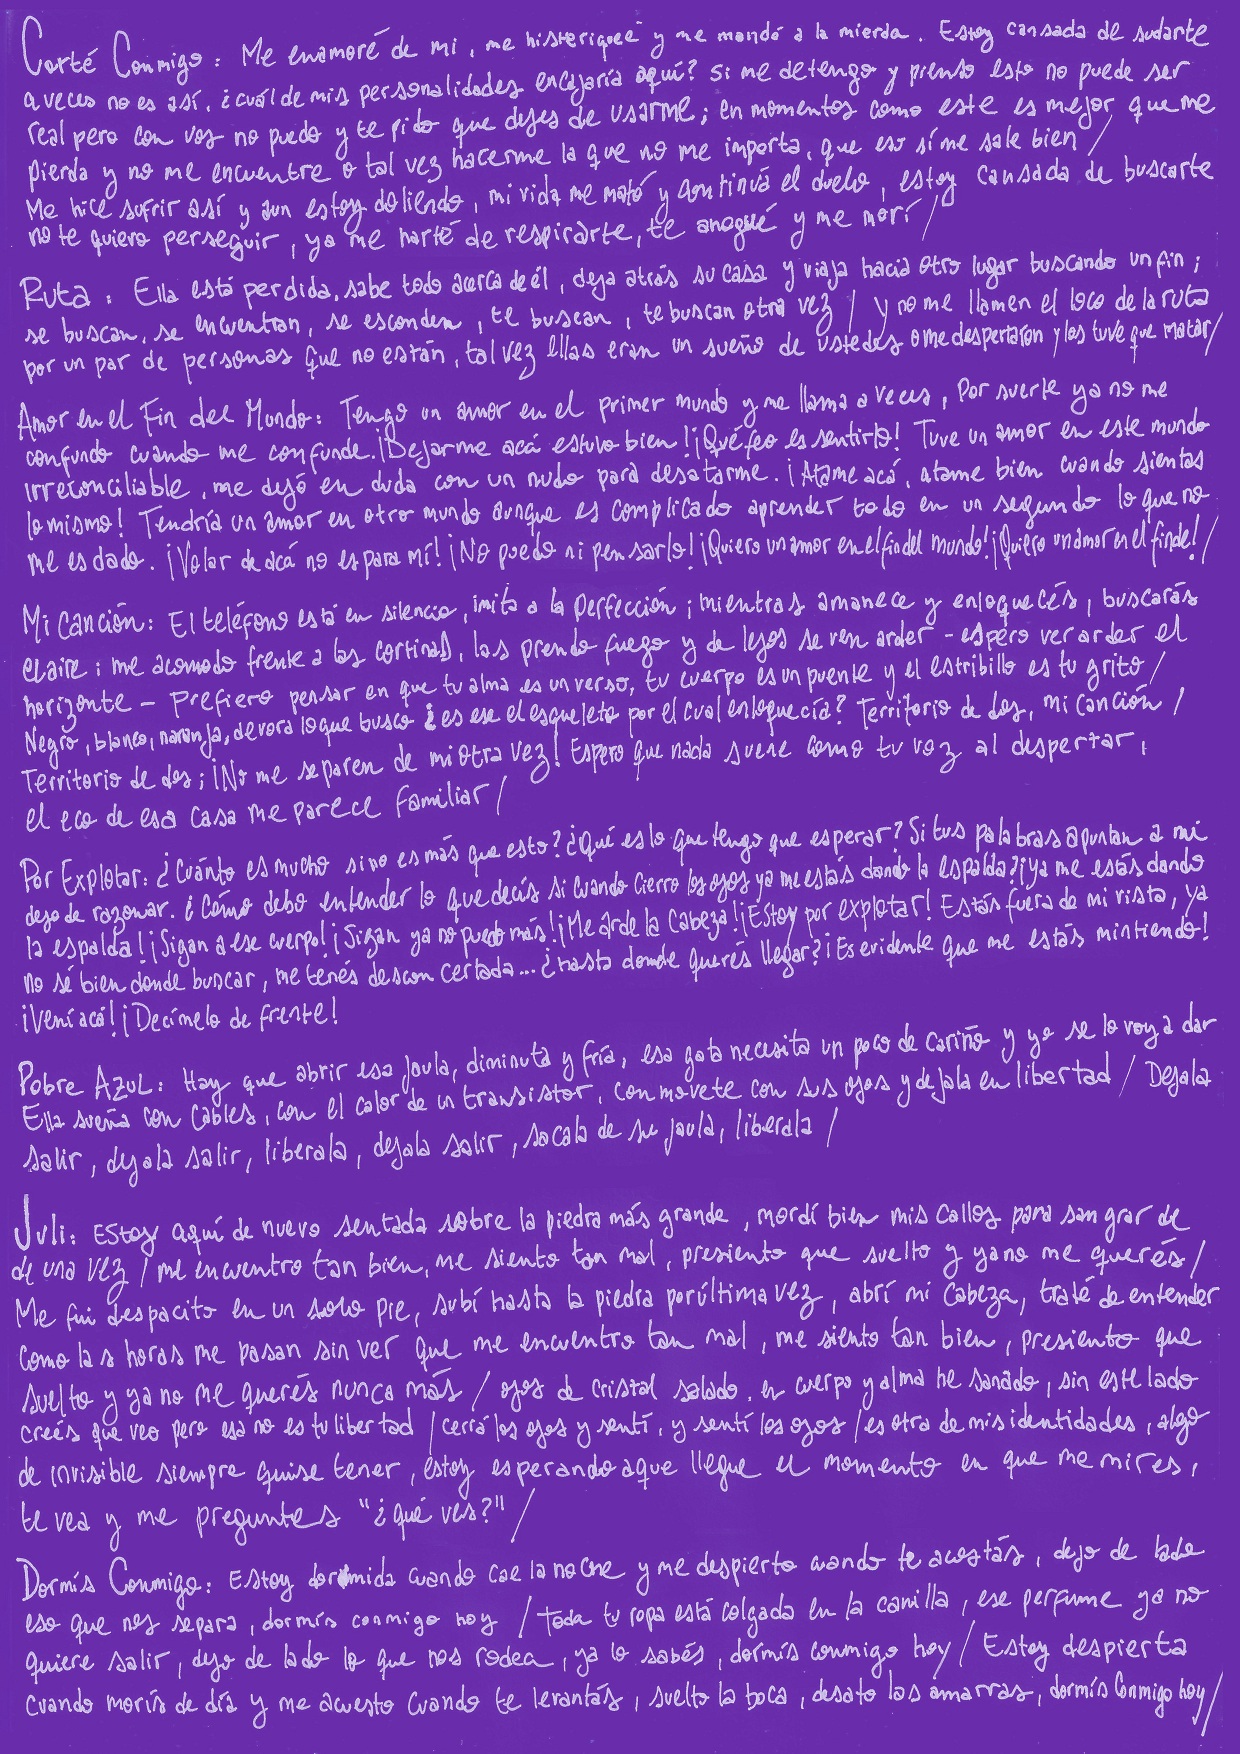 Corté Conmigo: Me enamoré de mi, me histeriqueé y me mandé a la mierda. Estoy cansada de sudarte
a veces no es así, ¿cuál de mis personalidades encajaría aquí? Si me detengo y pienso esto no puede ser
real pero con vos no puedo y te pido que dejes de usarme; en momentos como este es mejor que me
pierda y no me encuentre o tal vez hacerme la que no me importa, que eso sí me sale bien /
Me hice sufrir así y aun estoy doliendo, mi vida me mató y continuá el duelo, estoy cansada de buscarte
no te quiero perseguir, ya me harté de respirarte, te ahogué y me morí /
Ruta: Ella está perdida, sabe todo acerca de él, deja atrás su casa y viaja hacia otro lugar buscando un fin;
se buscan, se encuentran, se esconden, te buscan, te buscan otra vez / y no me llamen el loco de la ruta
por un par de personas que no están, tal vez ellas eran un sueño de ustedes o me despertaron y los tuve que matar/
Amor en el Fin del Mundo: Tengo un amor en el primer mundo y me llama a veces, Por suerte ya no me
confundo cuando me confunde. ¡Dejarme acá estuvo bien! ¡Qué feo es sentirlo! Tuve un amor en este mundo
irreconciliable, me dejó en duda con un nudo para desatarme. ¡Atame acá, atame bien cuando sientas
lo mismo! Tendría un amor en otro mundo aunque es complicado aprender todo en un segundo lo que no
me es dado. ¡Volar de acá no es para mí! ¡No puedo ni pensarlo! ¡Quiero un amor en el fin del mundo! ¡Quiero un amor en el finde! /
Mi canción: El teléfono está en silencio, imita a la perfección; mientras amanece y enloquecés, buscarás
el aire; me acomodo frente a las cortinas, las prendo fuego y de lejos se ven arder - espero ver arder el
horizonte - Prefiero pensar en que tu alma es un verso, tu cuerpo es un puente y el estribillo es tu grito /
Negro, blanco, naranja, devora lo que busco ¿es ese el esqueleto por el cual enloquecía? Territorio de dos, mi canción /
Territorio de dos; ¡No me separen de mi otra vez! Espero que nada suene como tu voz al despertar,
el eco de esa casa me parece familiar /
Por Explotar: ¿Cuánto es mucho si no es más que esto? ¿Qué es lo que tengo que esperar? Si tus palabras apuntan a mí
dejo de razonar. ¿Cómo debo entender lo que decís si cuando cierro los ojos ya me estás dando la espalda? ¡Ya me estás dando
la espalda! ¡Sigan a ese cuerpo! ¡Sigan ya no puedo más! ¡Me arde la Cabeza! ¡Estoy por explotar! Estás fuera de mi vista, ya
no sé bien donde buscar, me tenés desconcertada... ¿hasta donde querés llegar? ¡Es evidente que me estás mintiendo!
¡Vení acá! ¡Decímelo de frente!
Pobre AZUL: Hay que abrir esa Jaula, diminuta y fría, esa gata necesita un poco de cariño y yo se lo voy a dar
Ella sueña con cables, con el calor de un transistor, conmovete con sus ojos y dejala en libertad / Dejala
salir, dejala salir, liberala, dejala salir, sacala de su jaula, liberala /
Juli: Estoy aquí de nuevo sentada sobre la piedra más grande, mordí bien mis callos para sangrar de
de una vez / me encuentro tan bien, me siento tan mal, presiento que suelto y ya no me querés /
Me fui despacito en un solo pie, subí hasta la piedra por última vez, abrí mi cabeza, traté de entender
como las horas me pasan sin ver que me encuentro tan mal, me siento tan bien, presiento que
suelto y ya no me querés nunca más / ojos de cristal salado, en cuerpo y alma he sanado, sin este lado
creés que veo pero esa no es tu libertad / cerrá los ojos y sentí, y sentí los ojos / es otra de mis identidades, algo
de invisible siempre quise tener, estoy esperando a que llegue el momento en que me mires,
te vea y me preguntes "¿qué ves?" /
Dormís Conmigo: Estoy dormida cuando cae la noche y me despierto cuando te acostás, dejo de lado
eso que nos separa, dormís conmigo hoy / Toda tu ropa está colgada en la canilla, ese perfume ya no
quiere salir, dejo de lado lo que nos rodea, ya lo sabés, dormís conmigo hoy / Estoy despierta
cuando morís de día y me acuesto cuando te levantás, suelto la boca, desato las amarras, dormís Conmigo hoy /